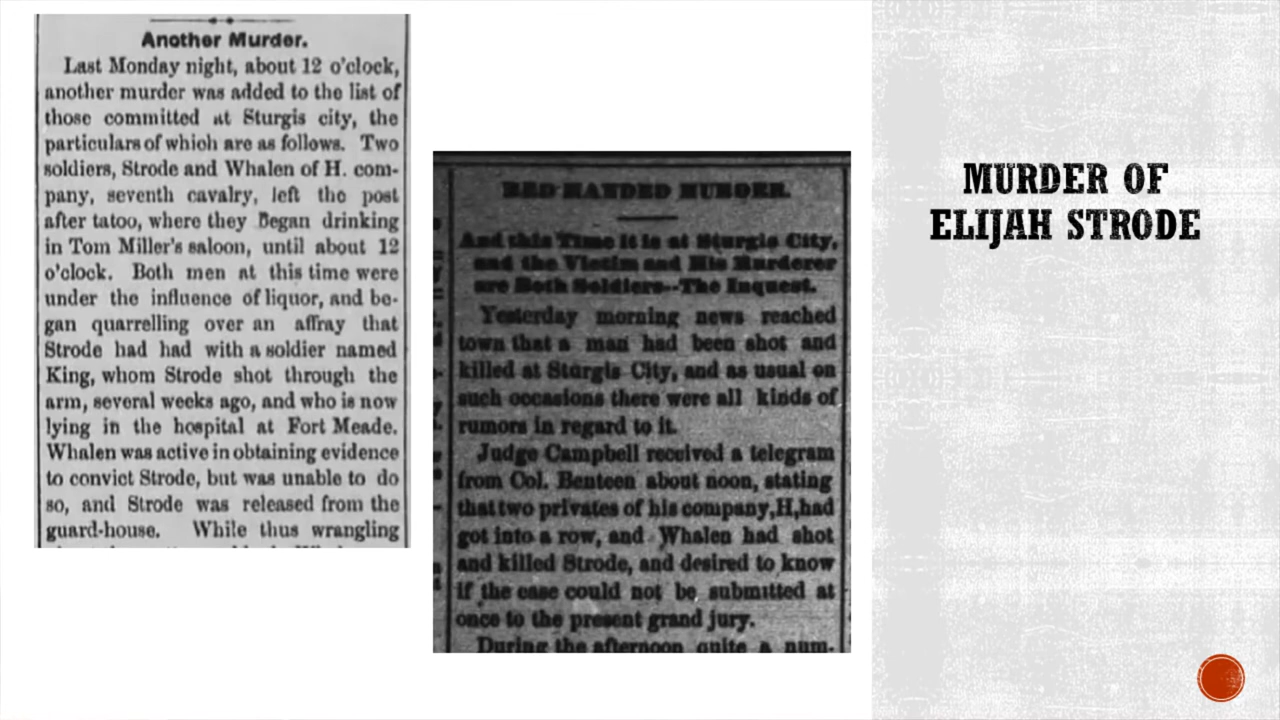 Another Murder.
Last Monday night, about 12 o'clock,
another murder was added to the list of
those committed at Sturgis city, the
particulars of which are as follows. Two
soldiers, Strode and Whalen of H. com-
pany, seventh cavalry, left the post
after tatoo, where they Began drinking
in Tom Miller's saloon, until about 12
o'clock. Both men at this time were
under the influence of liquor, and be-
gan quarrelling over an affray that
Strode had had with a soldier named
King, whom Strode shot through the
arm, several weeks ago, and who is now
lying in the hospital at Fort Meade.
Whalen was active in obtaining evidence
to convict Strode, but was unable to do
so, and Strode was released from the
guard-house. While thus wrangling
RED-HANDED MURDER.
And this Time it is at Sturgis City,
and the Victim and His Murderer
are Both Soldiers--The Inquest.
Yesterday morning news reached
town that a man had been shot and
killed at Sturgis City, and as usual on
such occasions there were all kinds of
rumors in regard to it.
Judge Campbell received a telegram
from Col. Benteen about noon, stating
that two privates of his company, H, had
got into a row, and Whalen had shot
and killed Strode, and desired to know
if the case could not be submitted at
once to the present grand jury.
During the afternoon quite a num-
MURDER OF
ELIJAH STRODE